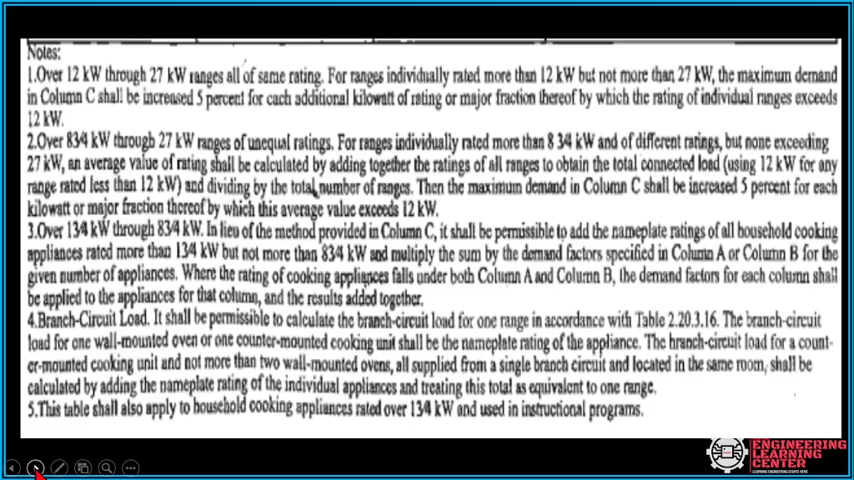 Notes:
1.Over 12 kW through 27 kW ranges all of same rating. For ranges individually rated more than 12 kW but not more than 27 kW, the maximum demand
in Column C shall be increased 5 percent for each additional kilowatt of rating or major fraction thereof by which the rating of individual ranges exceeds
12 kW.
2.Over 834 kW through 27 kW ranges of unequal ratings. For ranges individually rated more than 8 34 kW and of different ratings, but none exceeding
27 kW, an average value of rating shall be calculated by adding together the ratings of all ranges to obtain the total connected load (using 12 kW for any
range rated less than 12 kW) and dividing by the total number of ranges. Then the maximum demand in Column C shall be increased 5 percent for each
kilowatt or major fraction thereof by which this average value exceeds 12 kW.
3.Over 134 kW through 834 kW. In lieu of the method provided in Column C, it shall be permissible to add the nameplate ratings of all household cooking
appliances rated more than 134 kW but not more than 834 kW and multiply the sum by the demand factors specified in Column A or Column B for the
given number of appliances. Where the rating of cooking appliances falls under both Column A and Column B, the demand factors for each column shall
be applied to the appliances for that column, and the results added together.
4.Branch-Circuit Load. It shall be permissible to calculate the branch-circuit load for one range in accordance with Table 2.20.3.16. The branch-circuit
load for one wall-mounted oven or one counter-mounted cooking unit shall be the nameplate rating of the appliance. The branch-circuit load for a count-
er-mounted cooking unit and not more than two wall-mounted ovens, all supplied from a single branch circuit and located in the same room, shall be
calculated by adding the nameplate rating of the individual appliances and treating this total as equivalent to one range.
5.This table shall also apply to household cooking appliances rated over 134 kW and used in instructional programs.
ENGINEERING
LEARNING
CENTER
LEARNING ENGINEERING STARTS HERE